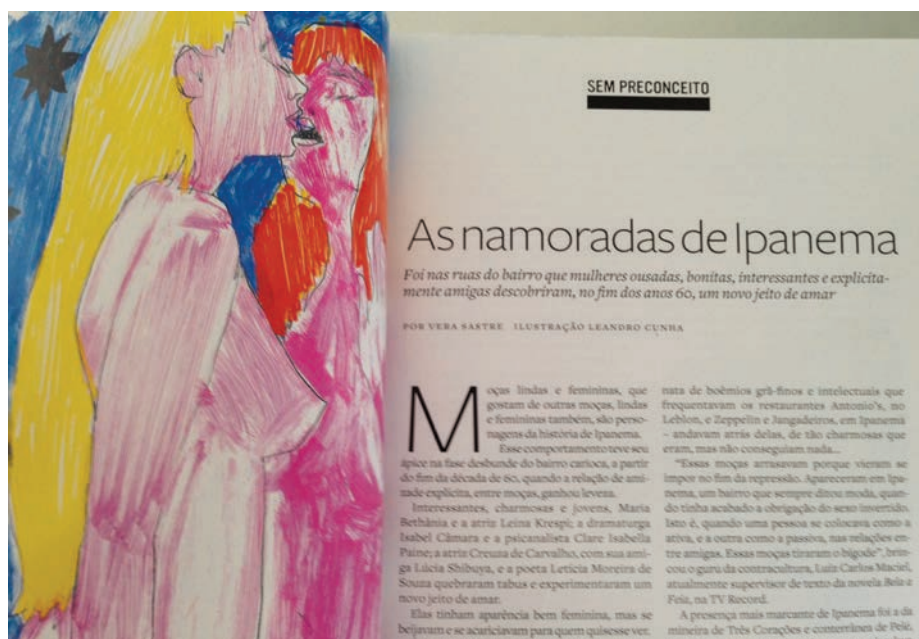 SEM PRECONCEITO
As namoradas de Ipanema
Foi nas ruas do bairro que mulheres ousadas, bonitas, interessantes e explicita-
mente amigas descobriram, no fim dos anos 60, um novo jeito de amar
POR VERA SASTRE ILUSTRAÇÃO LEANDRO CUNHA
Moças lindas e femininas, que
gostam de outras moças, lindas
e femininas também, são perso-
nagens da história de Ipanema.
Esse comportamento teve seu
ápice na fase desbunde do bairro carioca, a partir
do fim da década de 60, quando a relação de ami-
zade explícita, entre moças, ganhou leveza.
Interessantes, charmosas e jovens, Maria
Bethânia e a atriz Leina Krespi; a dramaturga
Isabel Câmara e a psicanalista Clare Isabella
Paine; a atriz Creuza de Carvalho, com sua ami-
ga Lúcia Shibuya, e a poeta Letícia Moreira de
Souza quebraram tabus e experimentaram um
novo jeito de amar.
Elas tinham aparência bem feminina, mas se
beijavam e se acariciavam para quem quisesse ver.
nata de boêmios grã-finos e intelectuais que
frequentavam os restaurantes Antonio's, no
Leblon, e Zeppelin e Jangadeiros, em Ipanema
– andavam atrás delas, de tão charmosas que
eram, mas não conseguiam nada...
"Essas moças arrasavam porque vieram se
impor no fim da repressão. Apareceram em Ipa-
nema, um bairro que sempre ditou moda, quan-
do tinha acabado a obrigação do sexo invertido.
Isto é, quando uma pessoa se colocava como a
ativa, e a outra como a passiva, nas relações en-
tre amigas. Essas moças tiraram o bigode", brin-
cou o guru da contracultura, Luiz Carlos Maciel,
atualmente supervisor de texto da novela Bela e
Feia, na TV Record.
A presença mais marcante de Ipanema foi a da
mineira de Três Corações e conterrânea de Pelé,